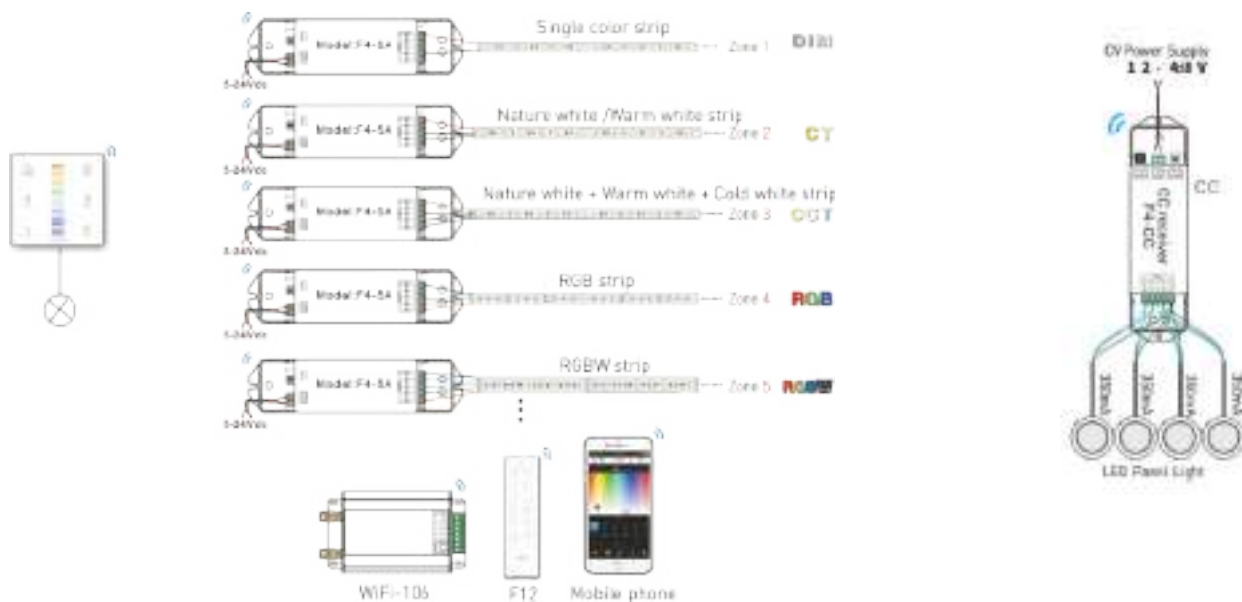 Single color strip
Model:F4-5A
Zone 1
DIM
5-24Vdc
Nature white /Warm white strip
Model:F4-5A
Zone 2
CT
5-24Vdc
Nature white + Warm white + Cold white strip
Model:F4-5A
Zone 3
CCT
5-24Vdc
RGB strip
Model:F4-5A
Zone 4
RGB
5-24Vdc
RGBW strip
Model:F4-5A
Zone 5
RGBW
5-24Vdc
WiFi-106
F12
Mobile phone
CV Power Supply
12-48V
CC
CC receiver
F4-CC
350mA
350mA
350mA
350mA
LED Panel Light